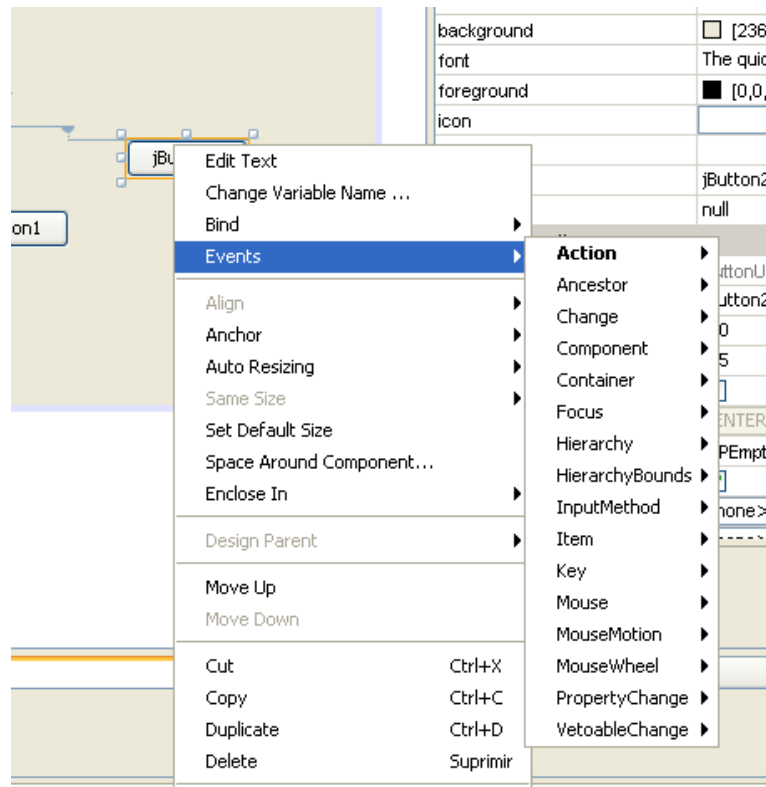 background
[236
font
The quic
foreground
[0,0,
icon
jBu
on1
jButton2
null
Edit Text
Change Variable Name ...
Bind
Events
Align
Anchor
Auto Resizing
Same Size
Set Default Size
Space Around Component...
Enclose In
Design Parent
Move Up
Move Down
Cut Ctrl+X
Copy Ctrl+C
Duplicate Ctrl+D
Delete Suprimir
Action
Ancestor
Change
Component
Container
Focus
Hierarchy
HierarchyBounds
InputMethod
Item
Key
Mouse
MouseMotion
MouseWheel
PropertyChange
VetoableChange
uttonU
utton2
0
5
ENTER
PEmpt
none>